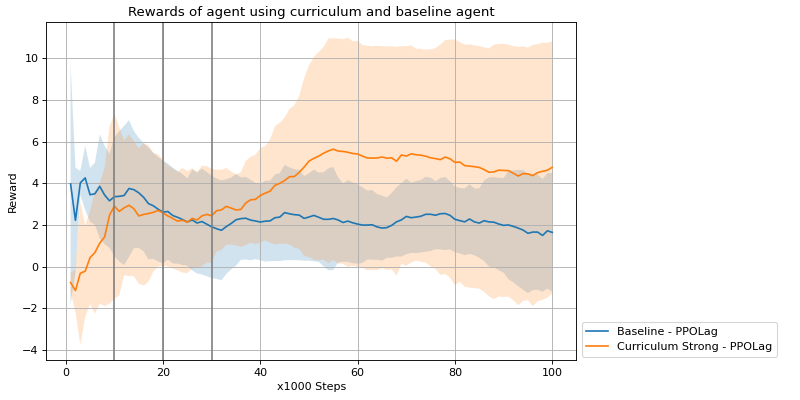 Rewards of agent using curriculum and baseline agent
Reward
10
8
6
4
2
0
−2
−4
0
20
40
60
80
100
x1000 Steps
Baseline - PPOLag
Curriculum Strong - PPOLag